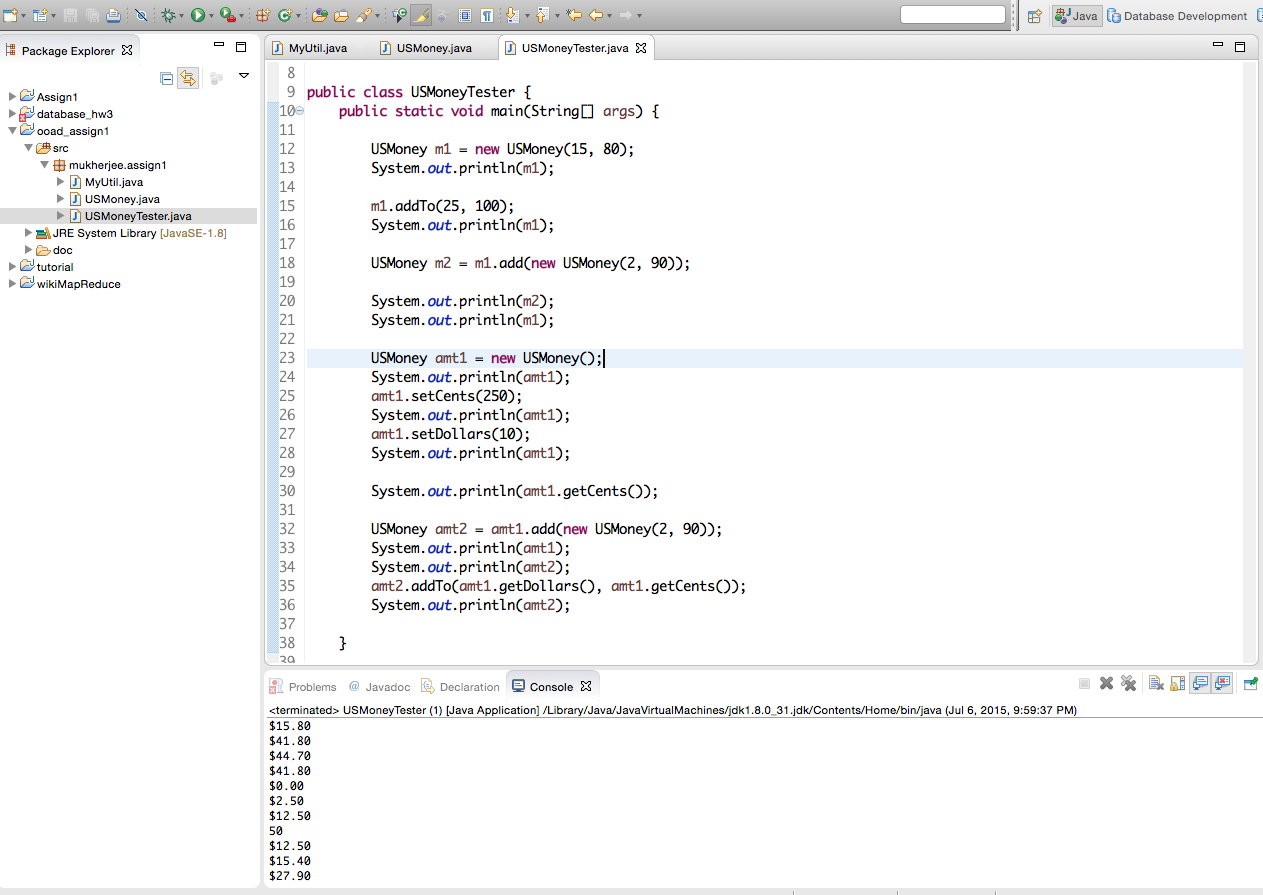 Java
Database Development
Package Explorer
Assign1
database_hw3
ooad_assign1
src
mukherjee.assign1
MyUtil.java
USMoney.java
USMoneyTester.java
JRE System Library [JavaSE-1.8]
doc
tutorial
wikiMapReduce
MyUtil.java USMoney.java USMoneyTester.java
8
9 public class USMoneyTester {
10 public static void main(String[] args) {
11
12 USMoney m1 = new USMoney(15, 80);
13 System.out.println(m1);
14
15 m1.addTo(25, 100);
16 System.out.println(m1);
17
18 USMoney m2 = m1.add(new USMoney(2, 90));
19
20 System.out.println(m2);
21 System.out.println(m1);
22
23 USMoney amt1 = new USMoney();
24 System.out.println(amt1);
25 amt1.setCents(250);
26 System.out.println(amt1);
27 amt1.setDollars(10);
28 System.out.println(amt1);
29
30 System.out.println(amt1.getCents());
31
32 USMoney amt2 = amt1.add(new USMoney(2, 90));
33 System.out.println(amt1);
34 System.out.println(amt2);
35 amt2.addTo(amt1.getDollars(), amt1.getCents());
36 System.out.println(amt2);
37
38 }
39
Problems @ Javadoc Declaration Console
<terminated> USMoneyTester (1) [Java Application] /Library/Java/JavaVirtualMachines/jdk1.8.0_31.jdk/Contents/Home/bin/java (Jul 6, 2015, 9:59:37 PM)
$15.80
$41.80
$44.70
$41.80
$0.00
$2.50
$12.50
50
$12.50
$15.40
$27.90